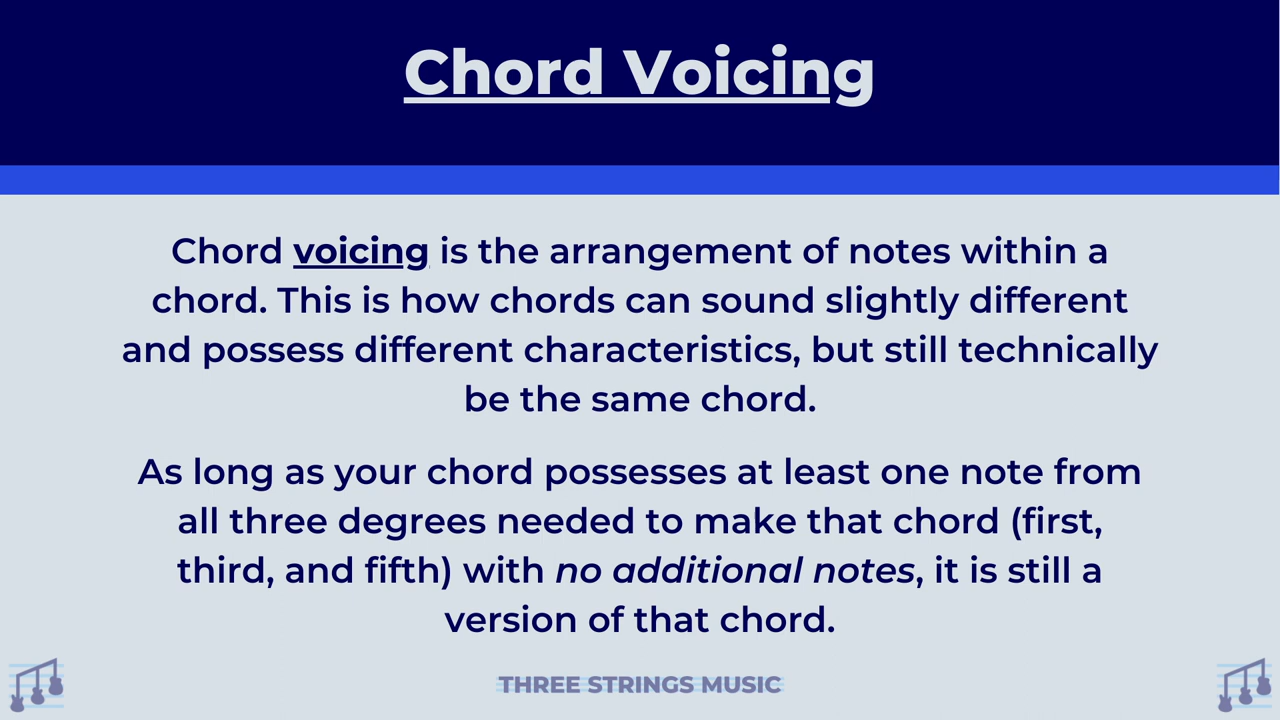 Chord Voicing
Chord voicing is the arrangement of notes within a
chord. This is how chords can sound slightly different
and possess different characteristics, but still technically
be the same chord.
As long as your chord possesses at least one note from
all three degrees needed to make that chord (first,
third, and fifth) with no additional notes, it is still a
version of that chord.
THREE STRINGS MUSIC